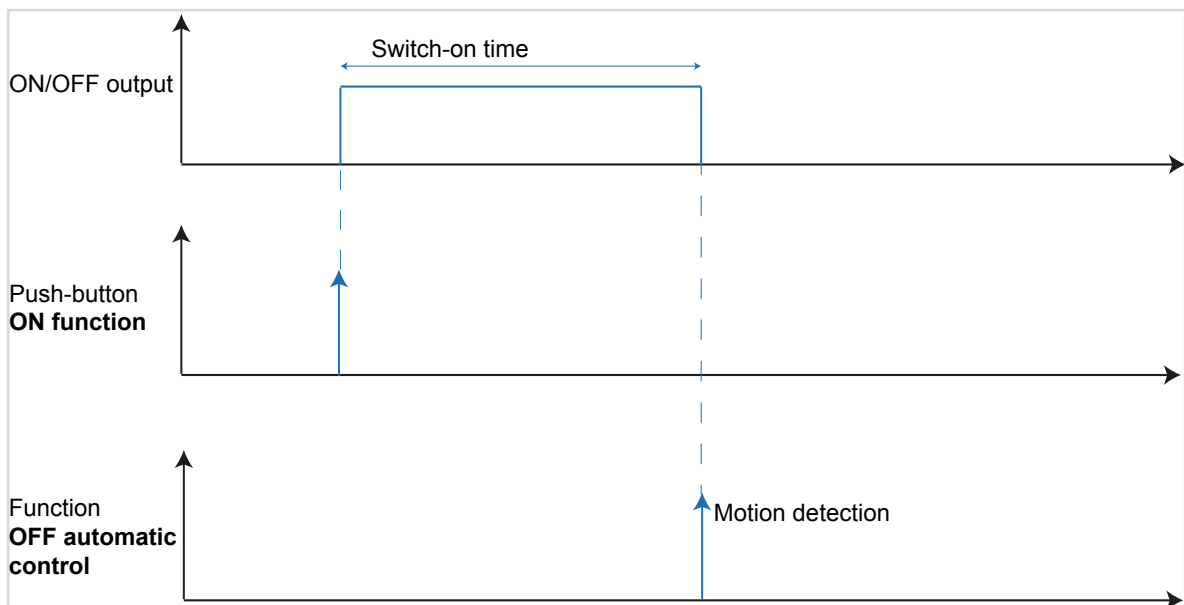 Switch-on time
ON/OFF output
Push-button
ON function
Function
OFF automatic
control
Motion detection